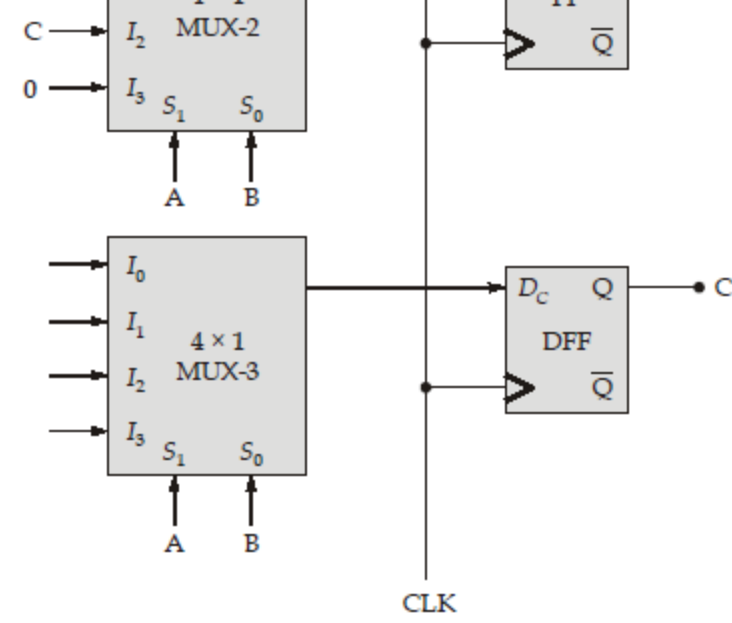 C I₂ MUX-2
Q̅
0 I₃
S₁ S₀
A B
I₀
D_C Q C
I₁
4 × 1
DFF
I₂ MUX-3
Q̅
I₃
S₁ S₀
A B
CLK